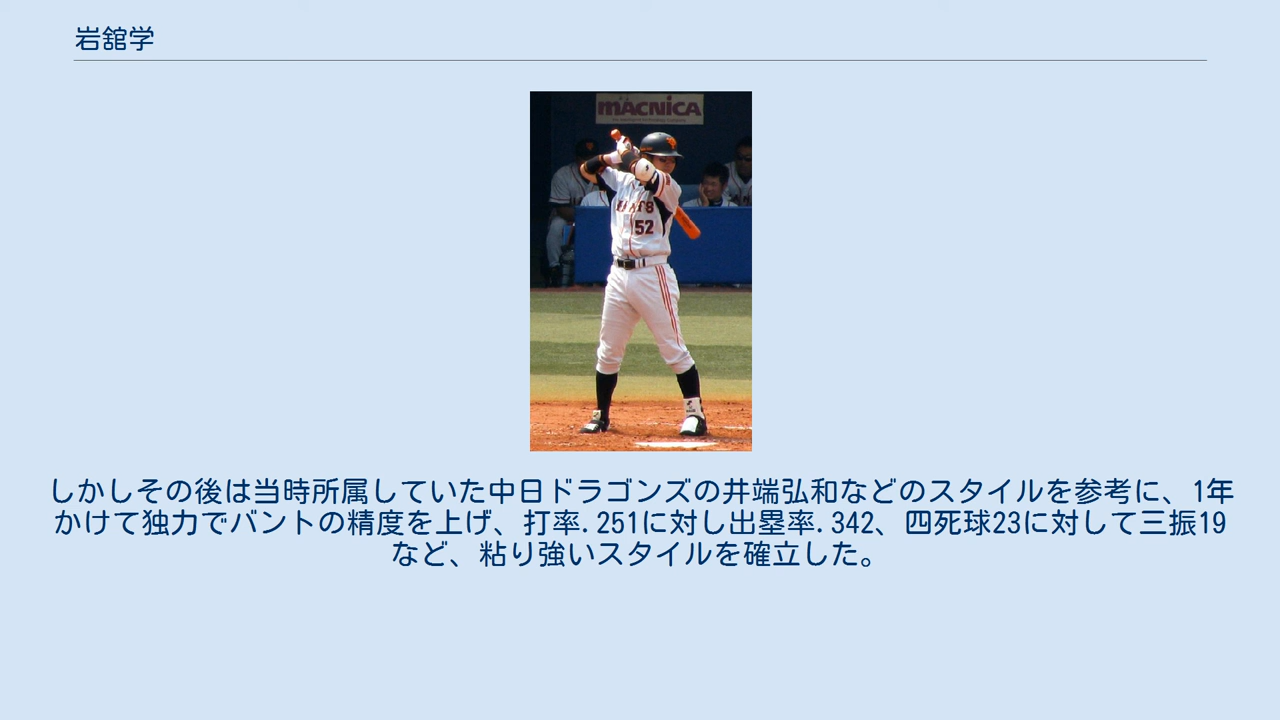 岩舘学
macnica
52
しかしその後は当時所属していた中日ドラゴンズの井端弘和などのスタイルを参考に、1年
かけて独力でバントの精度を上げ、打率.251に対し出塁率.342、四死球23に対して三振19
など、粘り強いスタイルを確立した。